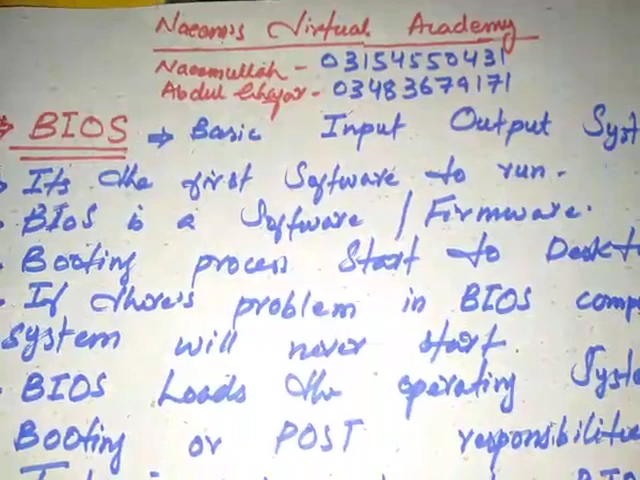 Naeem's Virtual Academy
Naeemullah - 03154550431
Abdul Ghafar - 03483679171
BIOS ⇒ Basic Input Output Syst
Its the first Software to run.
BIOS is a Software / Firmware.
Booting process Start to Deskt
If there's problem in BIOS comp
system will never start
BIOS Loads the operating Syste
Booting or POST responsibilitie